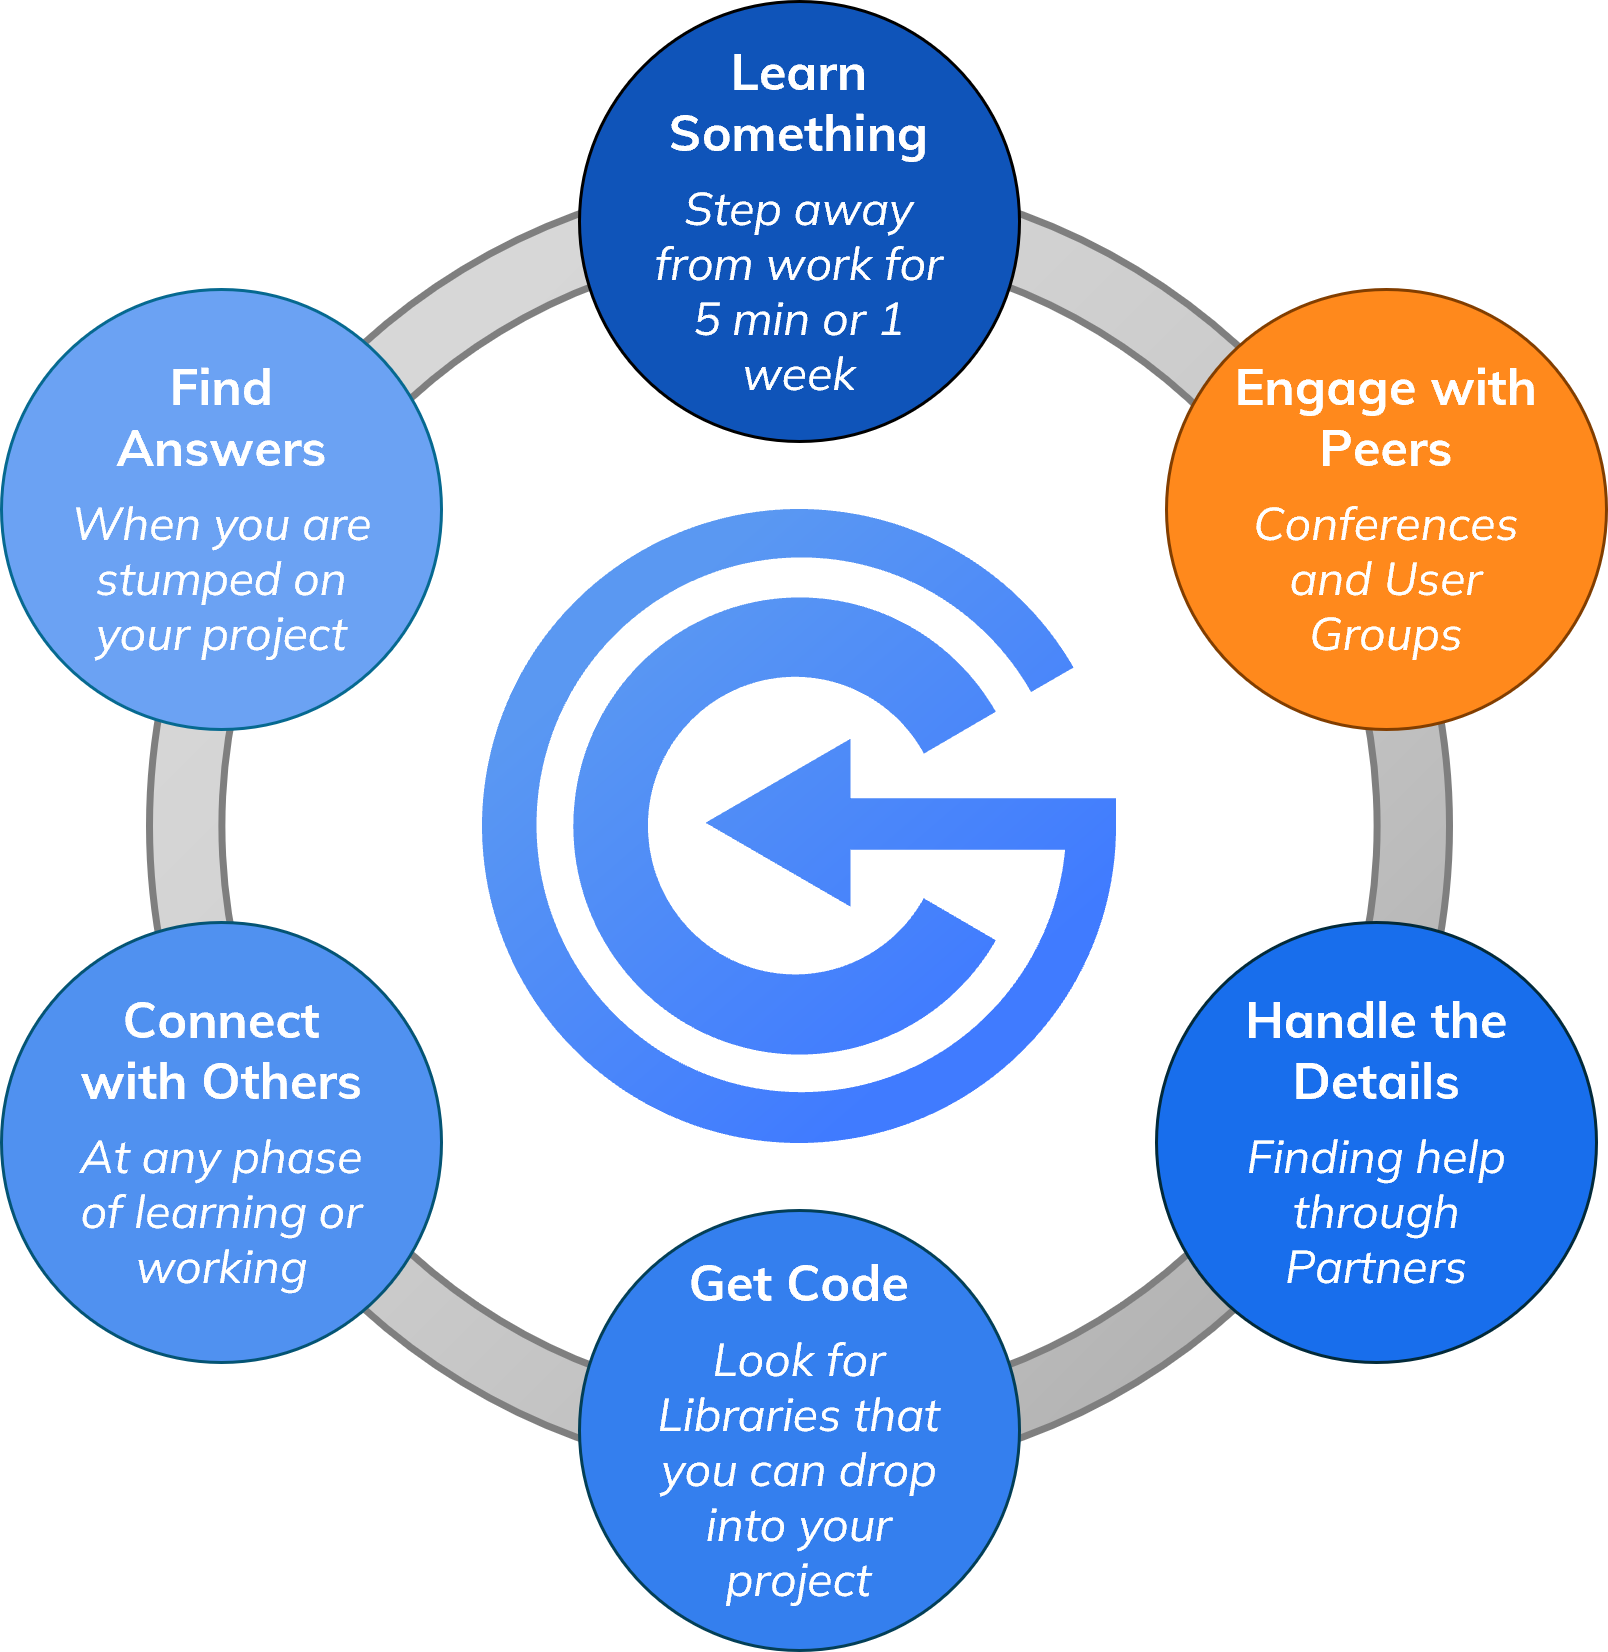 Learn
Something
Step away
from work for
5 min or 1
week
Engage with
Peers
Conferences
and User
Groups
Handle the
Details
Finding help
through
Partners
Get Code
Look for
Libraries that
you can drop
into your
project
Connect
with Others
At any phase
of learning or
working
Find
Answers
When you are
stumped on
your project